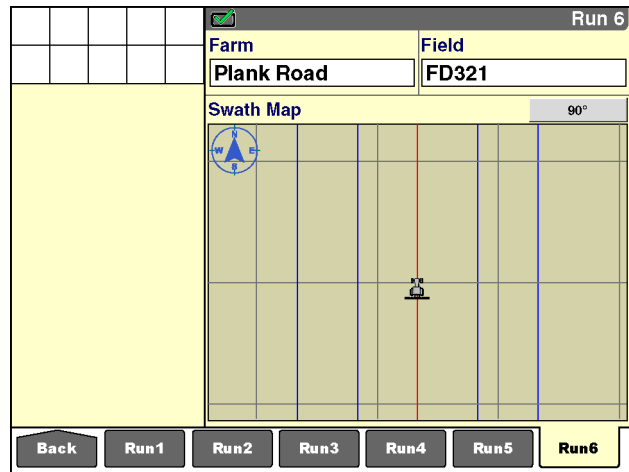 Run 6
Farm
Field
Plank Road
FD321
Swath Map
90°
N
W E
S
Back
Run1
Run2
Run3
Run4
Run5
Run6